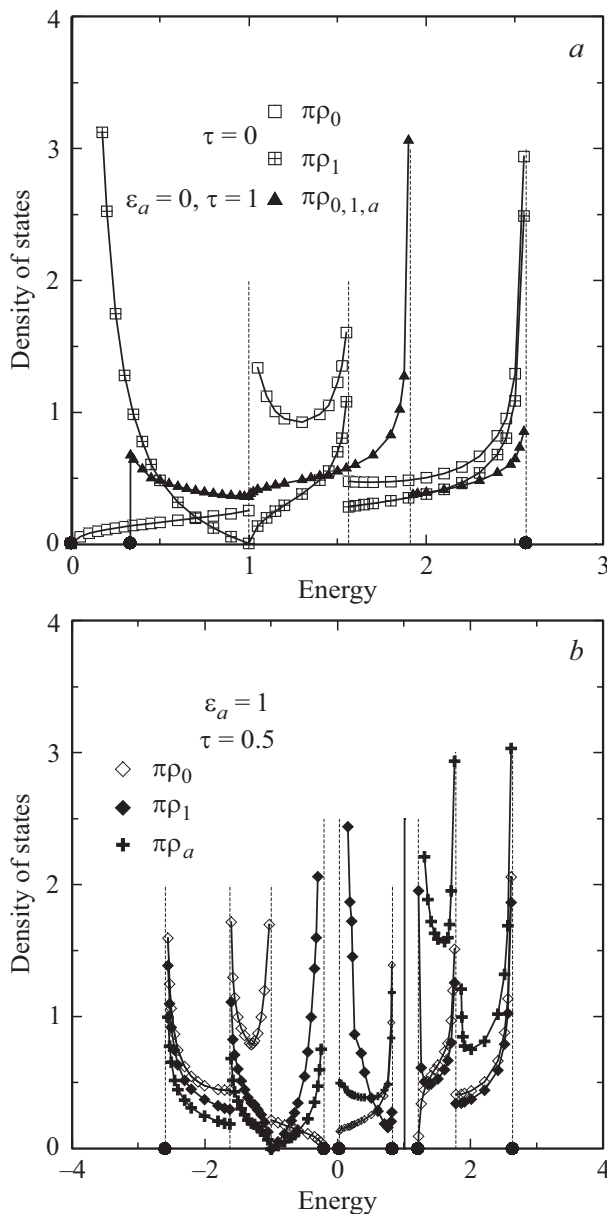 4
a
□ πρ₀
τ = 0
3
⊞ πρ₁
εₐ = 0, τ = 1 ▲ πρ₀,₁,ₐ
Density of states
2
1
0
0 1 2 3
Energy
4
b
εₐ = 1
τ = 0.5
3
◇ πρ₀
◆ πρ₁
✚ πρₐ
Density of states
2
1
0
−4 −2 0 2 4
Energy